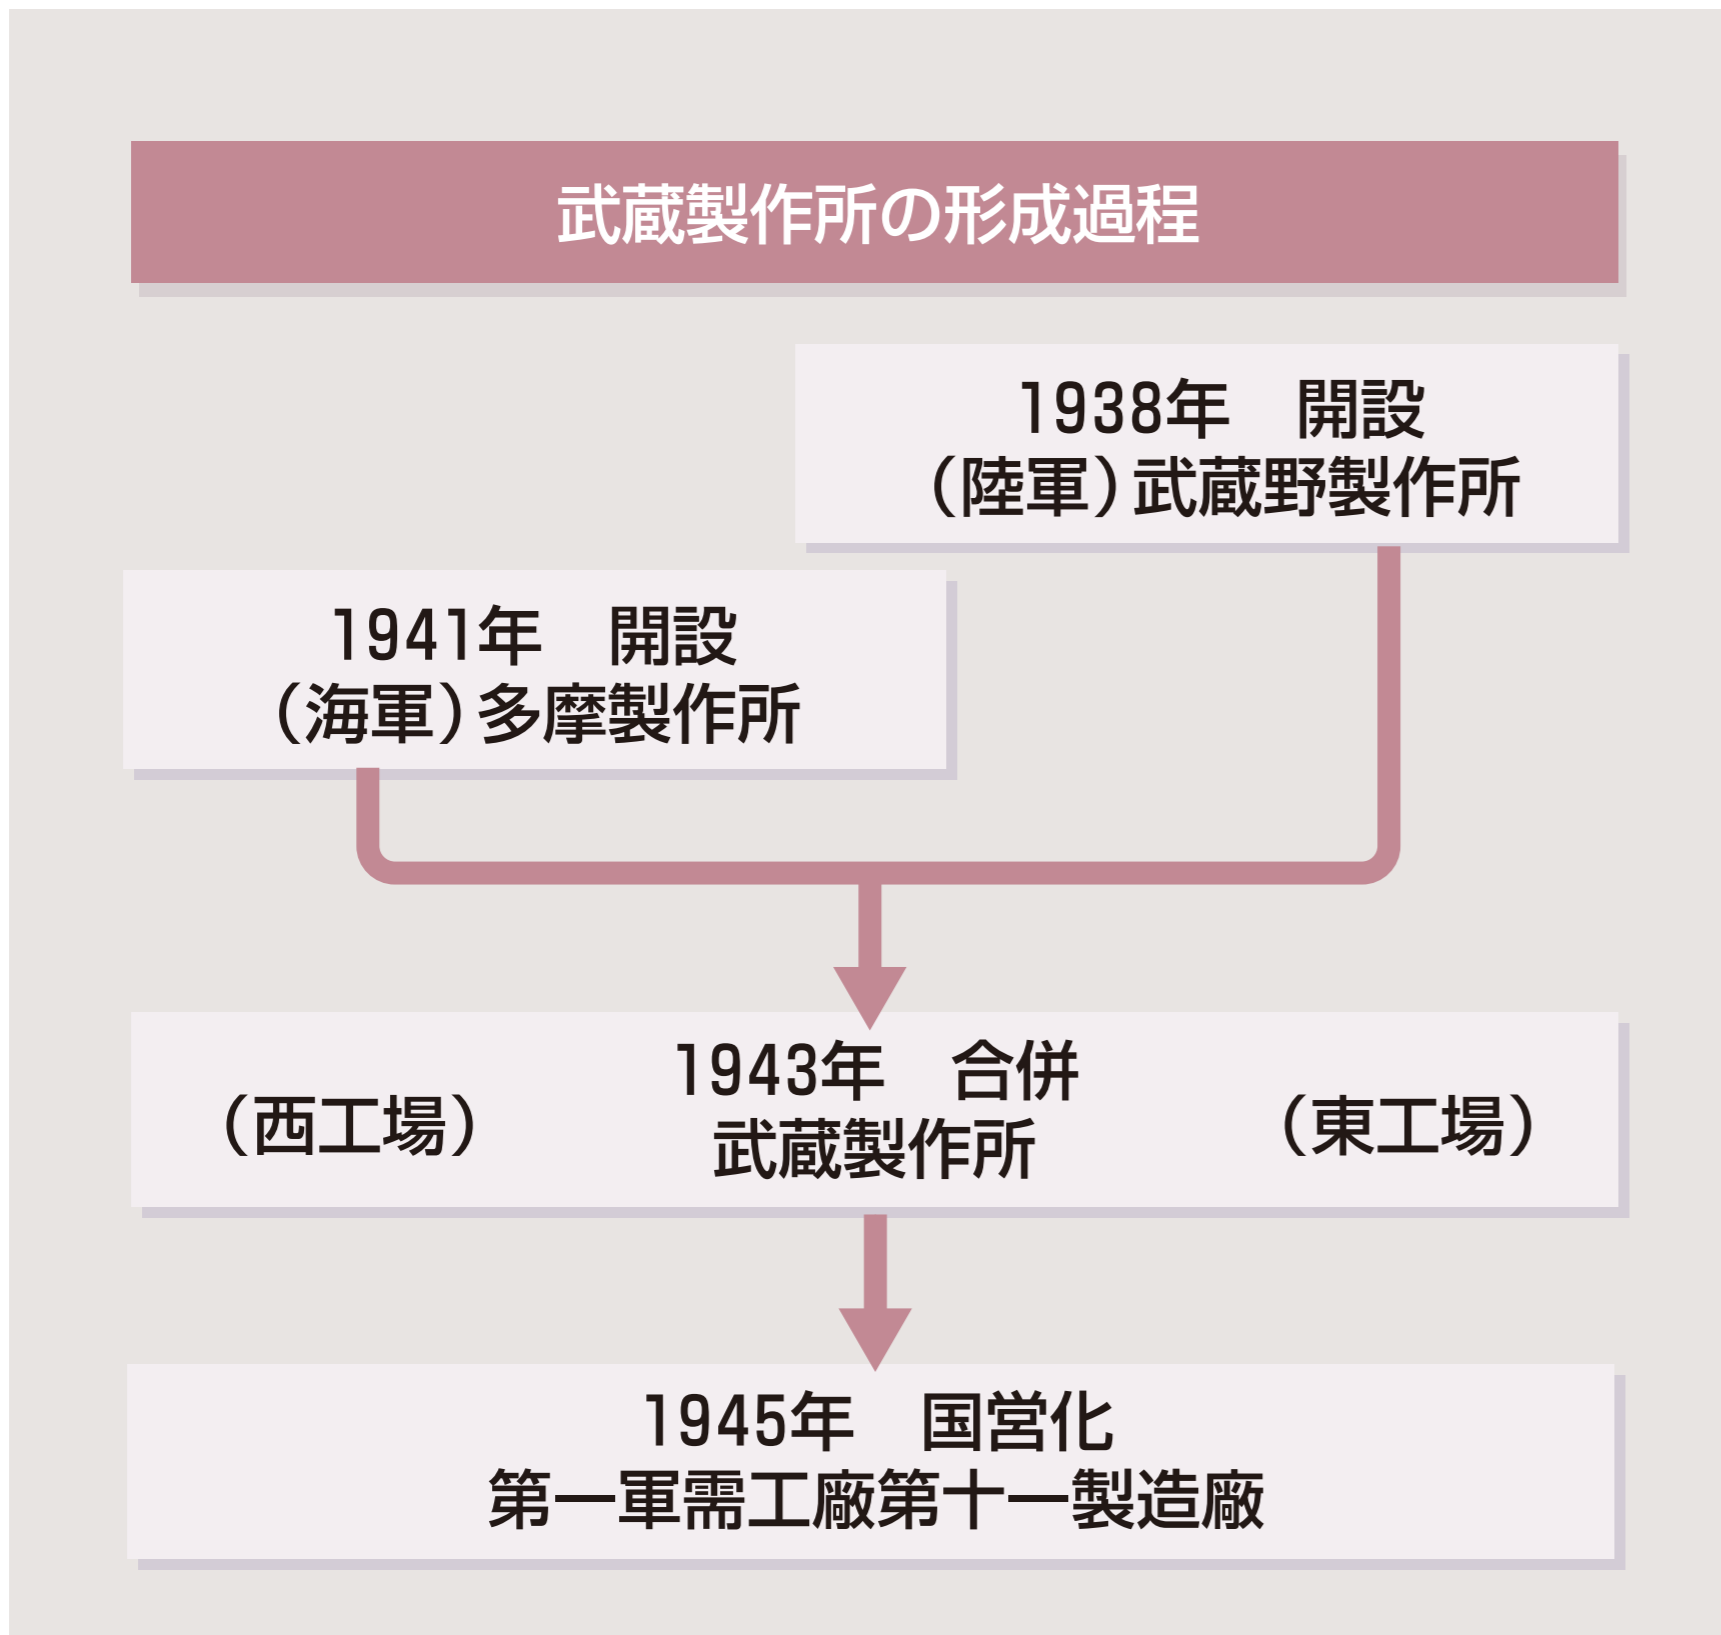 武蔵製作所の形成過程
1938年　開設
（陸軍）武蔵野製作所
1941年　開設
（海軍）多摩製作所
1943年　合併
武蔵製作所
（西工場）
（東工場）
1945年　国営化
第一軍需工廠第十一製造廠